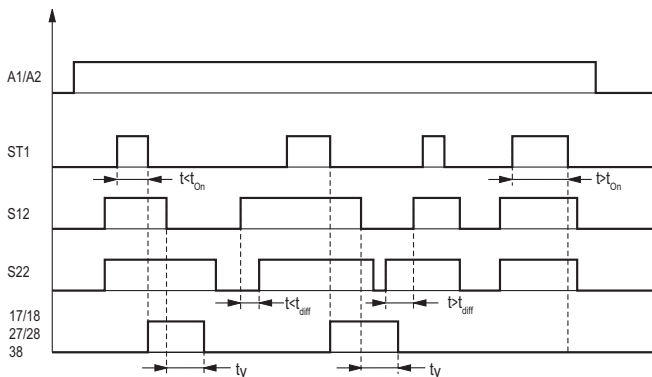 A1/A2
ST1
t<tOn
t>tOn
S12
S22
t<tdiff
t>tdiff
17/18
27/28
38
tv
tv